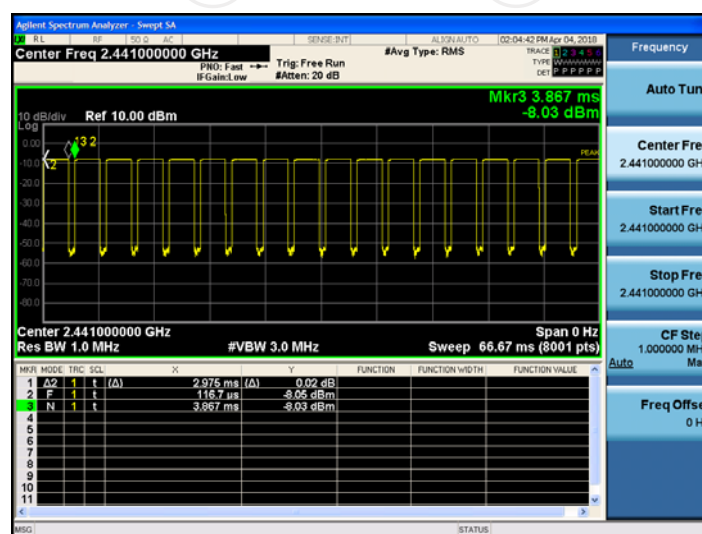 Agilent Spectrum Analyzer - Swept SA
RL RF 50 Ω AC SENSE:INT ALIGNAUTO 02:04:42 PM Apr 04, 2018
Center Freq 2.441000000 GHz
#Avg Type: RMS
TRACE 1 2 3 4 5 6
PNO: Fast Trig: Free Run
TYPE
IFGain:Low #Atten: 20 dB
DET P P P P P P
Mkr3 3.867 ms
-8.03 dBm
10 dB/div Ref 10.00 dBm
Log
0.00
-10.0
-20.0
-30.0
-40.0
-50.0
-60.0
-70.0
-80.0
3 2
2
PEAK
Center 2.441000000 GHz Span 0 Hz
Res BW 1.0 MHz #VBW 3.0 MHz Sweep 66.67 ms (8001 pts)
MKR MODE TRC SCL X Y FUNCTION FUNCTION WIDTH FUNCTION VALUE
1 Δ2 1 t (Δ) 2.975 ms (Δ) 0.02 dB
2 F 1 t 116.7 µs -8.05 dBm
3 N 1 t 3.867 ms -8.03 dBm
4
5
6
7
8
9
10
11
MSG STATUS
Frequency
Auto Tun
Center Fre
2.441000000 GH
Start Fre
2.441000000 GH
Stop Fre
2.441000000 GH
CF Ste
1.000000 MH
Auto Ma
Freq Offse
0 H